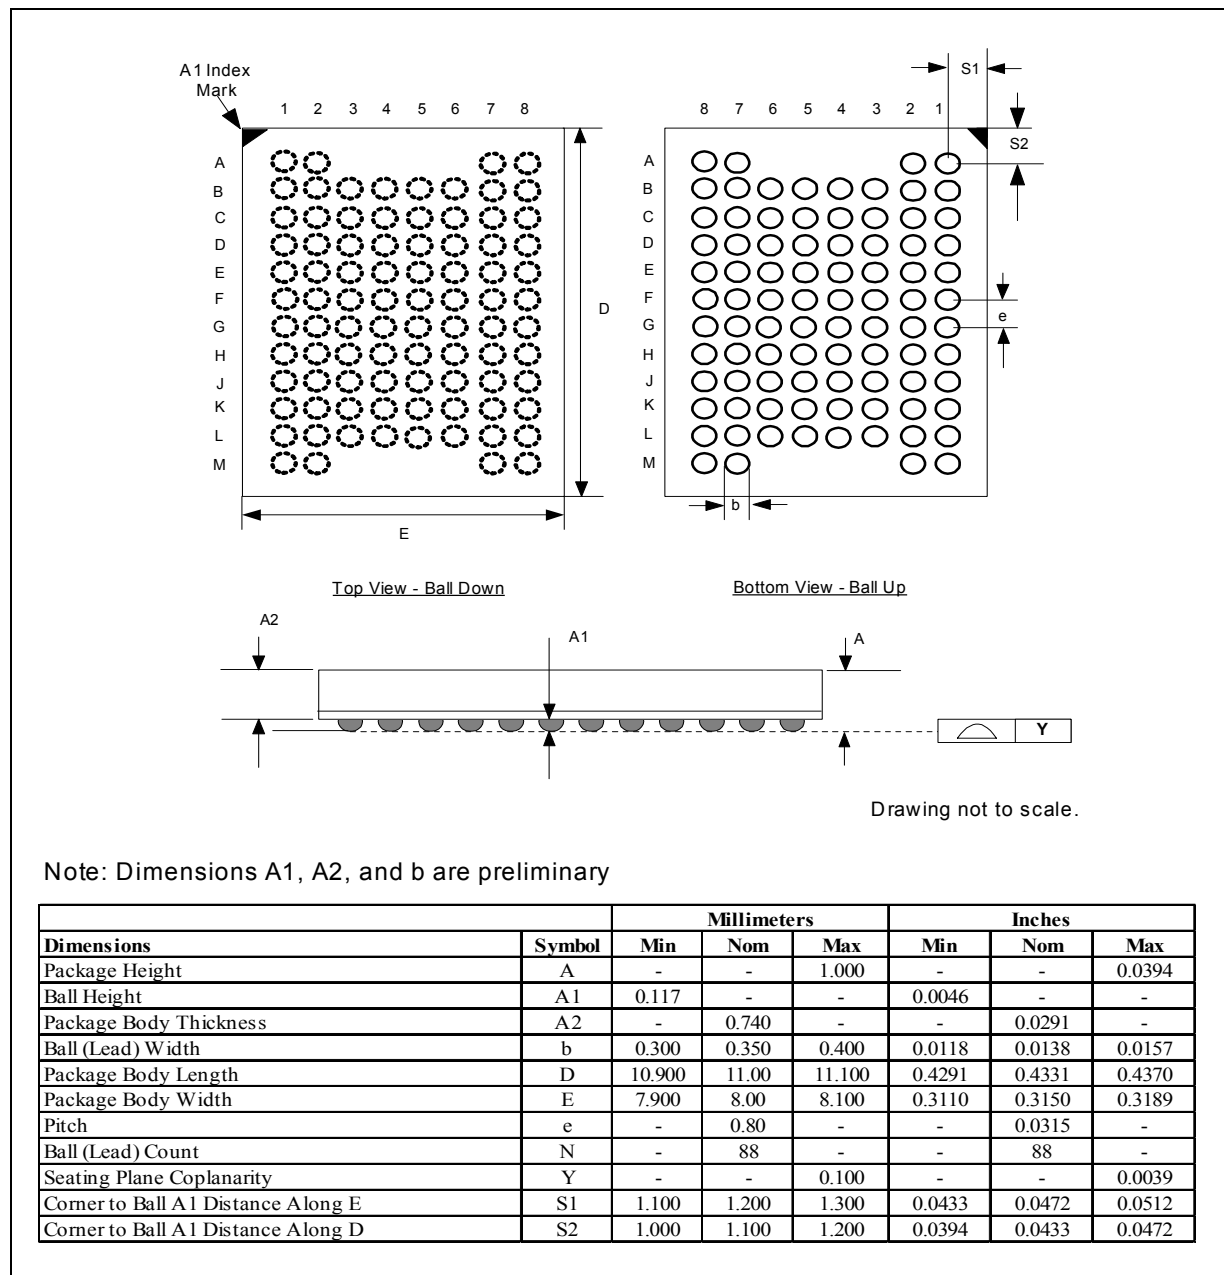 A1 Index
Mark
1 2 3 4 5 6 7 8
A
B
C
D
E
F
G
H
J
K
L
M
D
E
8 7 6 5 4 3 2 1
A
B
C
D
E
F
G
H
J
K
L
M
S1
S2
e
b
Top View - Ball Down
Bottom View - Ball Up
A2
A1
A
Y
Drawing not to scale.
Note: Dimensions A1, A2, and b are preliminary
Millimeters Inches
Dimensions Symbol Min Nom Max Min Nom Max
Package Height A - - 1.000 - - 0.0394
Ball Height A1 0.117 - - 0.0046 - -
Package Body Thickness A2 - 0.740 - - 0.0291 -
Ball (Lead) Width b 0.300 0.350 0.400 0.0118 0.0138 0.0157
Package Body Length D 10.900 11.00 11.100 0.4291 0.4331 0.4370
Package Body Width E 7.900 8.00 8.100 0.3110 0.3150 0.3189
Pitch e - 0.80 - - 0.0315 -
Ball (Lead) Count N - 88 - - 88 -
Seating Plane Coplanarity Y - - 0.100 - - 0.0039
Corner to Ball A1 Distance Along E S1 1.100 1.200 1.300 0.0433 0.0472 0.0512
Corner to Ball A1 Distance Along D S2 1.000 1.100 1.200 0.0394 0.0433 0.0472